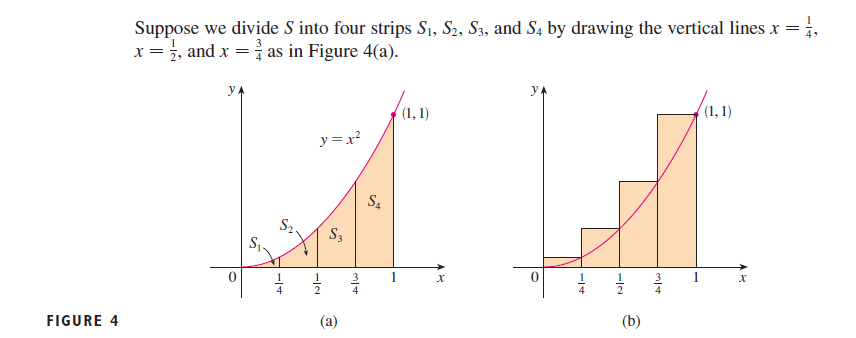 Suppose we divide S into four strips S₁, S₂, S₃, and S₄ by drawing the vertical lines x = 1/4,
x = 1/2, and x = 3/4 as in Figure 4(a).
y
(1, 1)
y = x²
S₄
S₂
S₃
S₁
0
1/4
1/2
3/4
1
x
(a)
y
(1, 1)
0
1/4
1/2
3/4
1
x
(b)
FIGURE 4